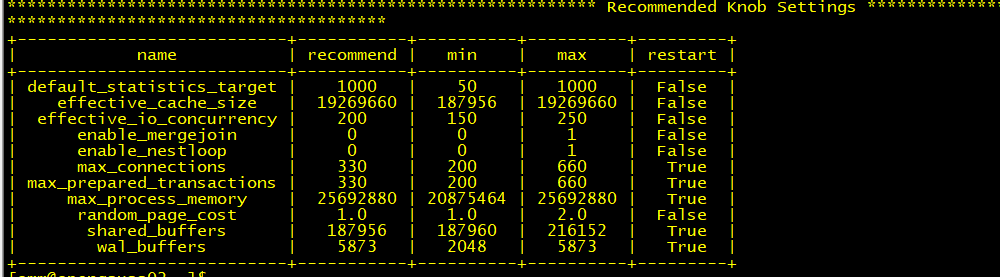 ************************************************************ Recommended Knob Settings **************
***************************************
+---------------------------+-----------+----------+----------+---------+
| name | recommend | min | max | restart |
+---------------------------+-----------+----------+----------+---------+
| default_statistics_target | 1000 | 50 | 1000 | False |
| effective_cache_size | 19269660 | 187956 | 19269660 | False |
| effective_io_concurrency | 200 | 150 | 250 | False |
| enable_mergejoin | 0 | 0 | 1 | False |
| enable_nestloop | 0 | 0 | 1 | False |
| max_connections | 330 | 200 | 660 | True |
| max_prepared_transactions | 330 | 200 | 660 | True |
| max_process_memory | 25692880 | 20875464 | 25692880 | True |
| random_page_cost | 1.0 | 1.0 | 2.0 | False |
| shared_buffers | 187956 | 187960 | 216152 | True |
| wal_buffers | 5873 | 2048 | 5873 | True |
+---------------------------+-----------+----------+----------+---------+